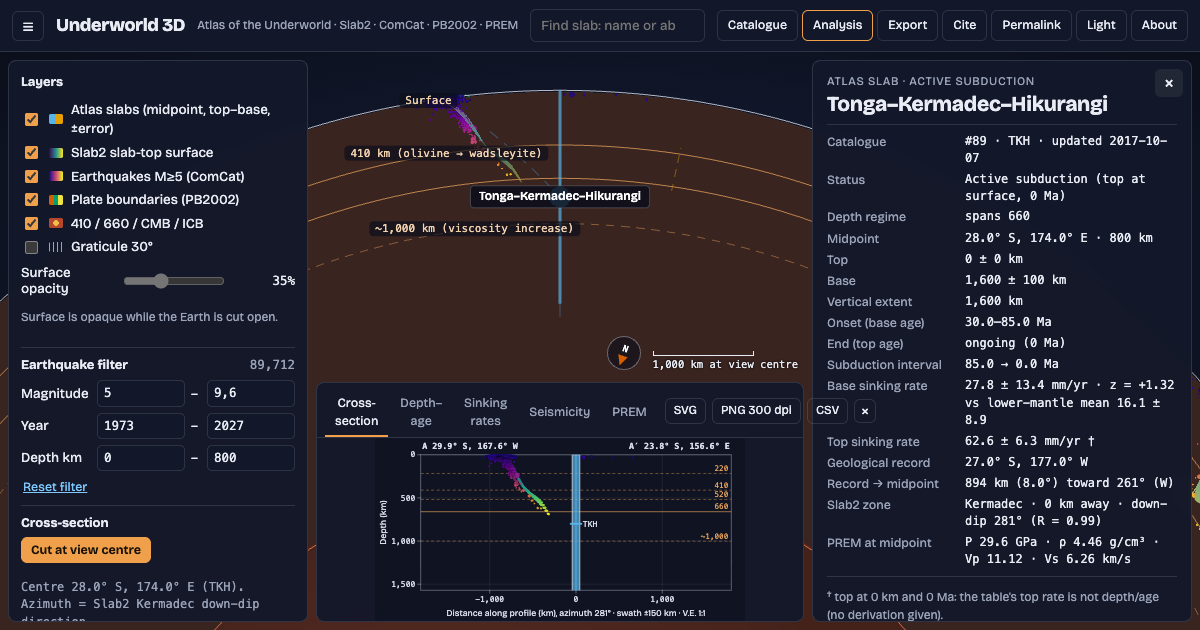 ☰ Underworld 3D Atlas of the Underworld · Slab2 · ComCat · PB2002 · PREM Find slab: name or ab Catalogue Analysis Export Cite Permalink Light About
Layers
Atlas slabs (midpoint, top–base,
±error)
Slab2 slab-top surface
Earthquakes M≥5 (ComCat)
Plate boundaries (PB2002)
410 / 660 / CMB / ICB
Graticule 30°
Surface
opacity
35%
Surface is opaque while the Earth is cut open.
Earthquake filter 89,712
Magnitude 5 – 9,6
Year 1973 – 2027
Depth km 0 – 800
Reset filter
Cross-section
Cut at view centre
Centre 28.0° S, 174.0° E (TKH).
Azimuth = Slab2 Kermadec down-dip
direction.
Surface
410 km (olivine → wadsleyite)
Tonga–Kermadec–Hikurangi
~1,000 km (viscosity increase)
N
1,000 km at view centre
Cross-
section
Depth–
age
Sinking
rates
Seismicity
PREM
SVG
PNG 300 dpi
CSV
×
A 29.9° S, 167.6° W A′ 23.8° S, 156.6° E
0
500
1,000
1,500
Depth (km)
220
410
520
660
~1,000
TKH
−1,000 0 1,000
Distance along profile (km), azimuth 281° · swath ±150 km · V.E. 1:1
ATLAS SLAB · ACTIVE SUBDUCTION
×
Tonga–Kermadec–Hikurangi
Catalogue #89 · TKH · updated 2017-10-
07
Status Active subduction (top at
surface, 0 Ma)
Depth regime spans 660
Midpoint 28.0° S, 174.0° E · 800 km
Top 0 ± 0 km
Base 1,600 ± 100 km
Vertical extent 1,600 km
Onset (base age) 30.0–85.0 Ma
End (top age) ongoing (0 Ma)
Subduction interval 85.0 → 0.0 Ma
Base sinking rate 27.8 ± 13.4 mm/yr · z = +1.32
vs lower-mantle mean 16.1 ±
8.9
Top sinking rate 62.6 ± 6.3 mm/yr †
Geological record 27.0° S, 177.0° W
Record → midpoint 894 km (8.0°) toward 261° (W)
Slab2 zone Kermadec · 0 km away · down-
dip 281° (R = 0.99)
PREM at midpoint P 29.6 GPa · ρ 4.46 g/cm³ ·
Vp 11.12 · Vs 6.26 km/s
† top at 0 km and 0 Ma: the table's top rate is not depth/age
(no derivation given).